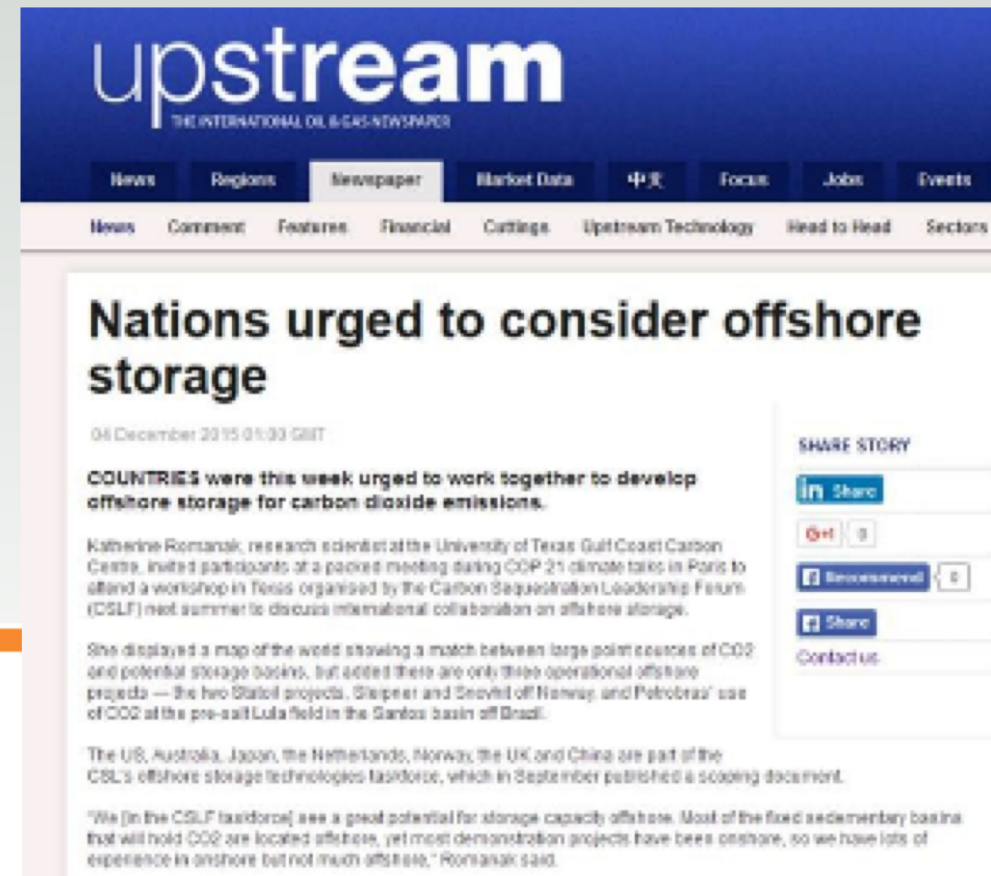 upstream
THE INTERNATIONAL OIL & GAS NEWSPAPER
News Regions Newspaper Market Data 中文 Focus Jobs Events
News Comment Features Financial Cuttings Upstream Technology Head to Head Sectors
Nations urged to consider offshore
storage
04 December 2015 01:00 GMT
SHARE STORY
COUNTRIES were this week urged to work together to develop
offshore storage for carbon dioxide emissions.
in Share
G+1 0
Recommend 0
Share
Contact us
Katherine Romanak, research scientist at the University of Texas Gulf Coast Carbon
Centre, invited participants at a packed meeting during COP 21 climate talks in Paris to
attend a workshop in Texas organised by the Carbon Sequestration Leadership Forum
(CSLF) next summer to discuss international collaboration on offshore storage.
She displayed a map of the world showing a match between large point sources of CO2
and potential storage basins, but added there are only three operational offshore
projects — the two Statoil projects, Sleipner and Snovhit off Norway, and Petrobras' use
of CO2 at the pre-salt Lula field in the Santos basin off Brazil.
The US, Australia, Japan, the Netherlands, Norway, the UK and China are part of the
CSL's offshore storage technologies taskforce, which in September published a scoping document.
"We [in the CSLF taskforce] see a great potential for storage capacity offshore. Most of the fixed sedementary basins
that will hold CO2 are located offshore, yet most demonstration projects have been onshore, so we have lots of
experience in onshore but not much offshore," Romanak said.